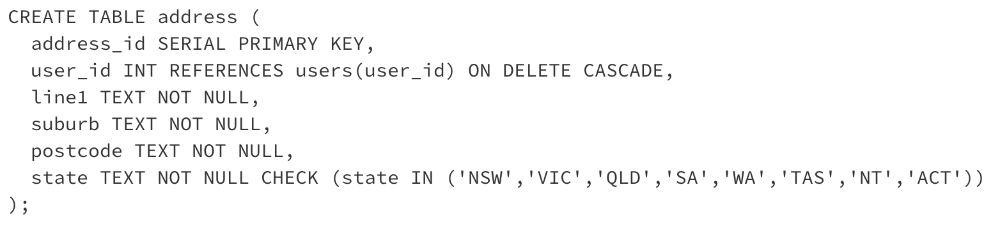 CREATE TABLE address (
  address_id SERIAL PRIMARY KEY,
  user_id INT REFERENCES users(user_id) ON DELETE CASCADE,
  line1 TEXT NOT NULL,
  suburb TEXT NOT NULL,
  postcode TEXT NOT NULL,
  state TEXT NOT NULL CHECK (state IN ('NSW','VIC','QLD','SA','WA','TAS','NT','ACT'))
);